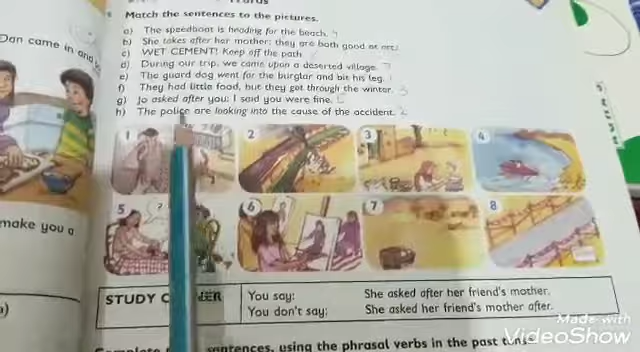 Dan came in and
make you a
Match the sentences to the pictures.
a) The speedboat is heading for the beach. 4
b) She takes after her mother; they are both good at art.
c) WET CEMENT! Keep off the path.
d) During our trip, we came upon a deserted village. 7
e) The guard dog went for the burglar and bit his leg. 1
f) They had little food, but they got through the winter. 3
g) Jo asked after you; I said you were fine. 5
h) The police are looking into the cause of the accident. 2
1 2 3 4
5 ? 6 7 8
STUDY
You say: She asked after her friend's mother.
You don't say: She asked her friend's mother after.
sentences, using the phrasal verbs in the past
Made with
VideoShow